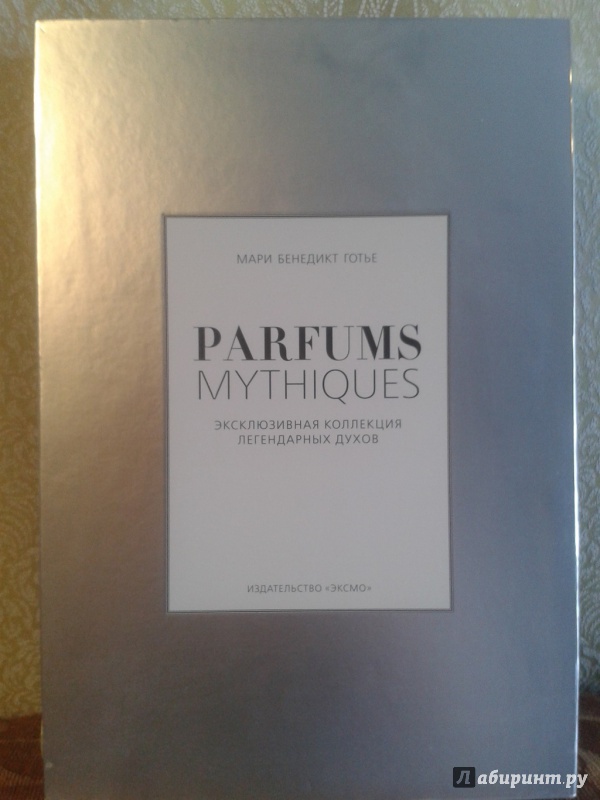 МАРИ БЕНЕДИКТ ГОТЬЕ
PARFUMS
MYTHIQUES
ЭКСКЛЮЗИВНАЯ КОЛЛЕКЦИЯ
ЛЕГЕНДАРНЫХ ДУХОВ
ИЗДАТЕЛЬСТВО «ЭКСМО»
лабиринт.ру